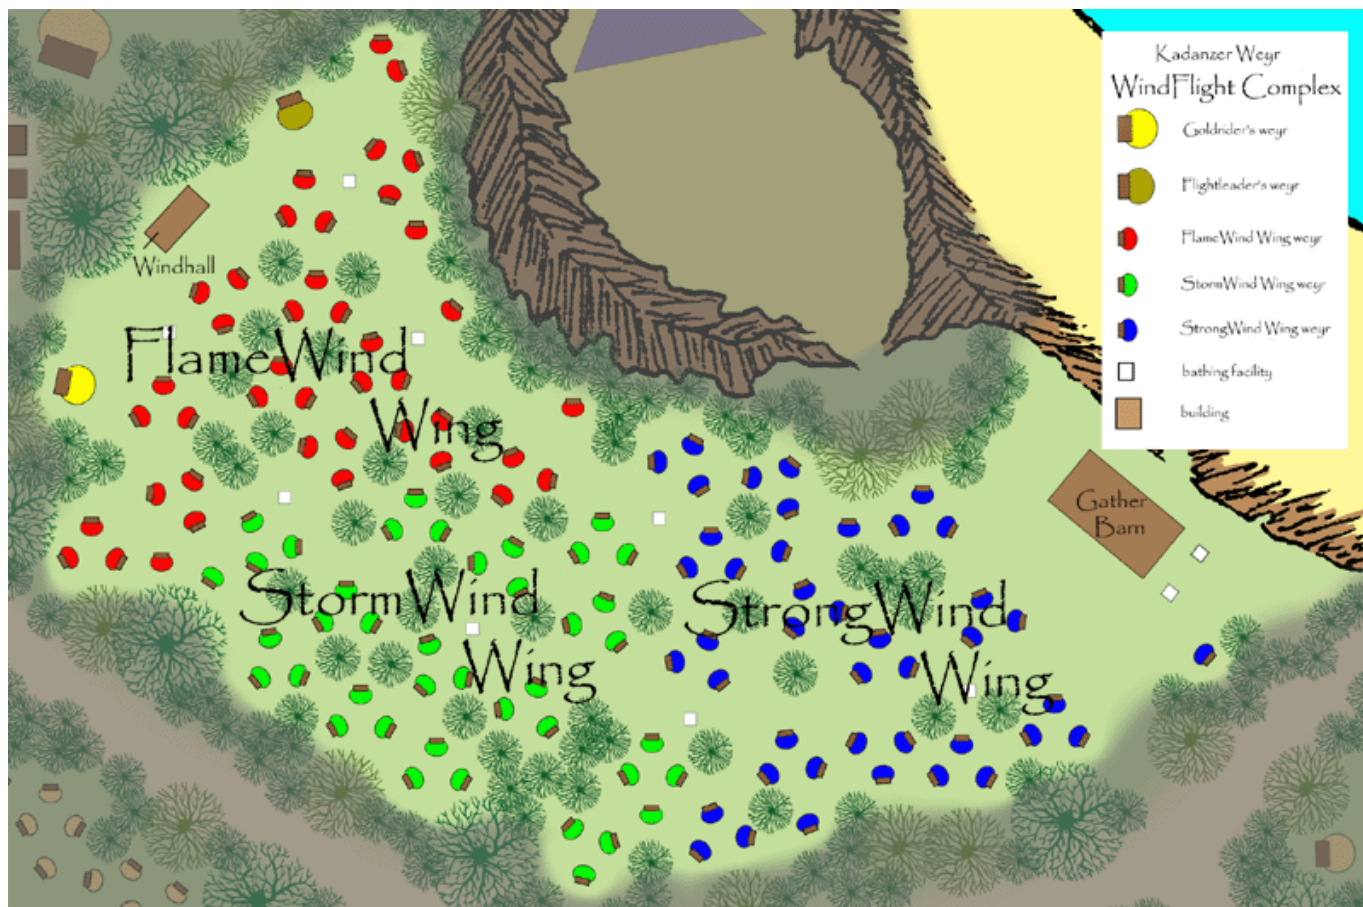 Kadanzer Weyr
WindFlight Complex
Goldrider's weyr
Flightleader's weyr
FlameWind Wing weyr
StormWind Wing weyr
StrongWind Wing weyr
bathing facility
building
Windhall
FlameWind
Wing
Gather
Barn
StormWind
Wing
StrongWind
Wing